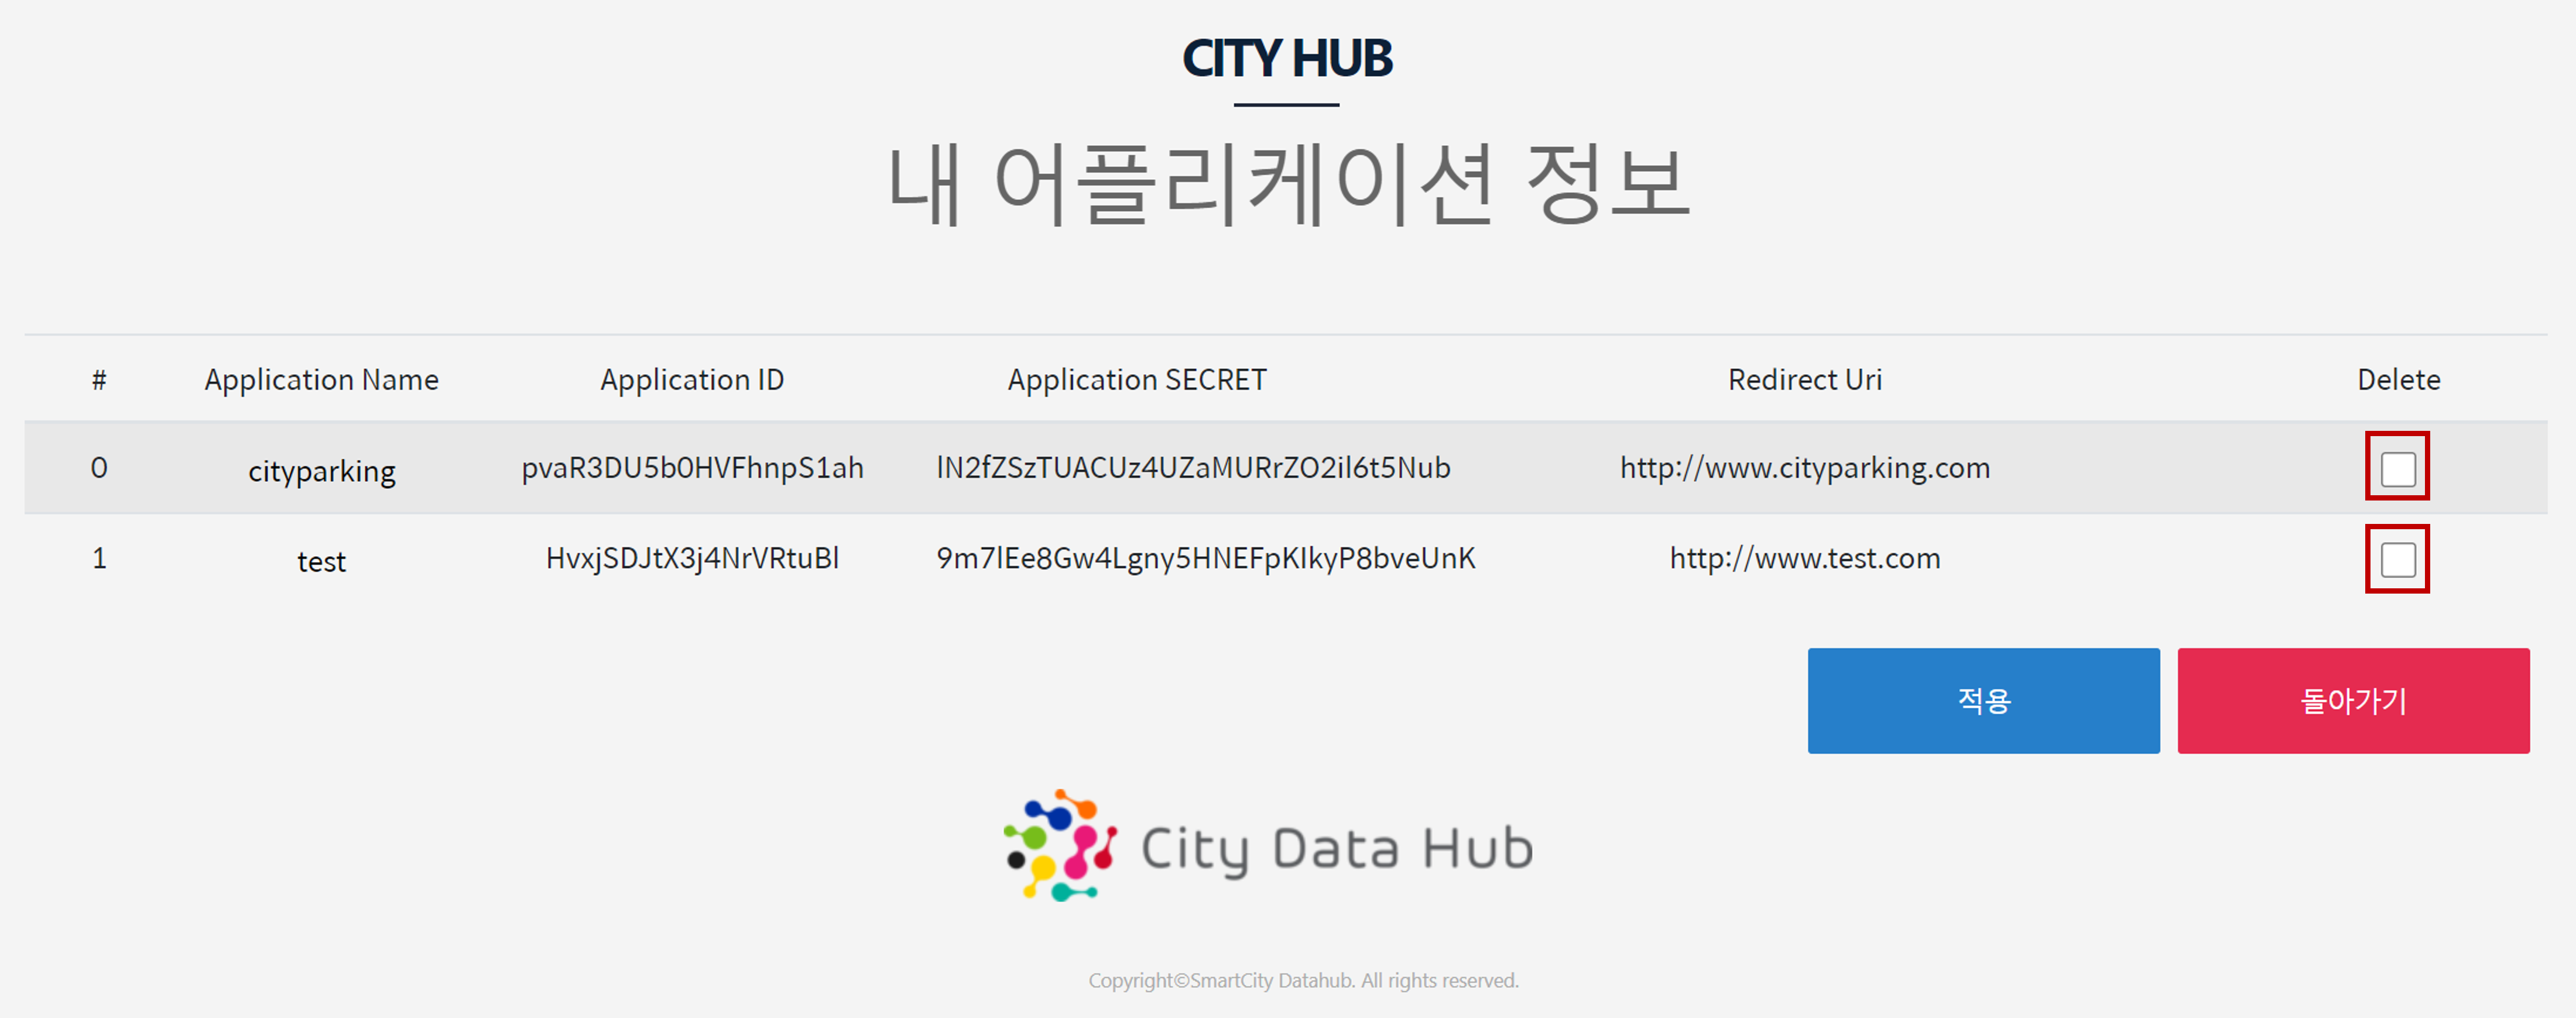 CITY HUB
내 어플리케이션 정보
# Application Name Application ID Application SECRET Redirect Uri Delete
0 cityparking pvaR3DU5b0HVFhnpS1ah lN2fZSzTUACUz4UZaMURrZO2il6t5Nub http://www.cityparking.com
1 test HvxjSDJtX3j4NrVRtuBl 9m7lEe8Gw4Lgny5HNEFpKIkyP8bveUnK http://www.test.com
적용 돌아가기
City Data Hub
Copyright©SmartCity Datahub. All rights reserved.